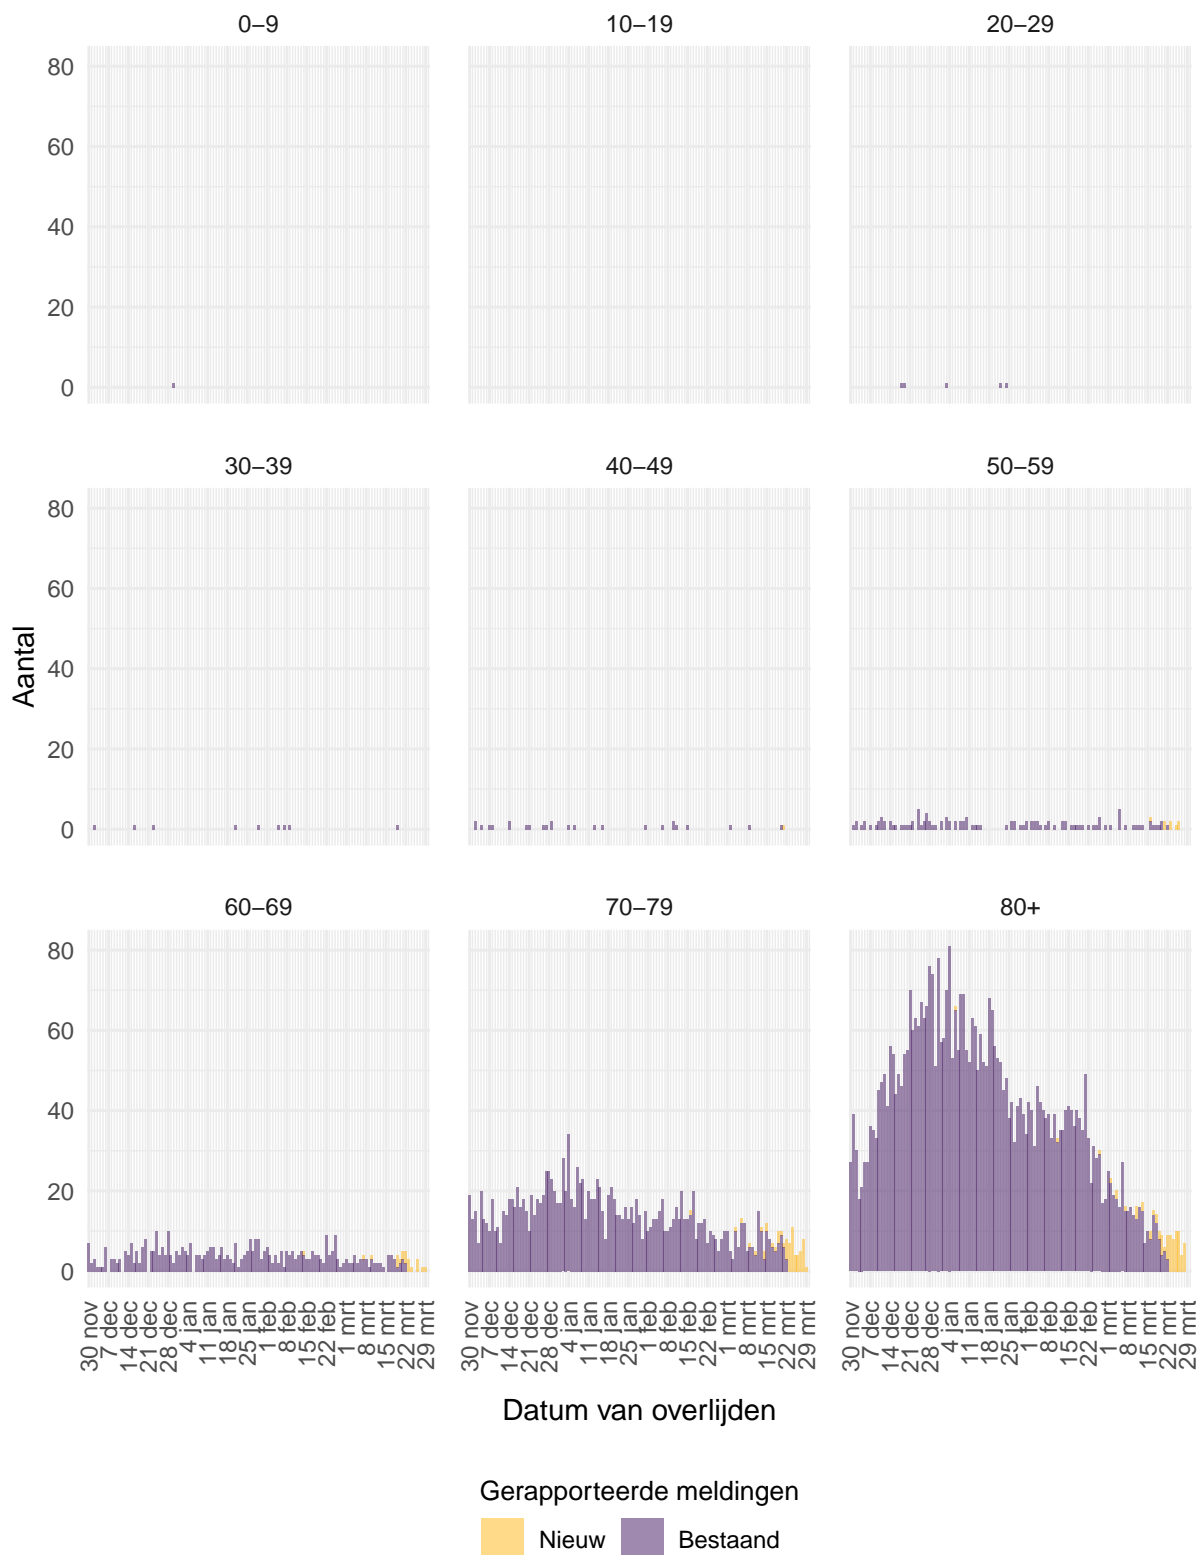 0–9
10–19
20–29
80
60
40
20
0
30–39
40–49
50–59
80
60
40
20
0
Aantal
60–69
70–79
80+
80
60
40
20
0
30 nov
7 dec
14 dec
21 dec
28 dec
4 jan
11 jan
18 jan
25 jan
1 feb
8 feb
15 feb
22 feb
1 mrt
8 mrt
15 mrt
22 mrt
29 mrt
30 nov
7 dec
14 dec
21 dec
28 dec
4 jan
11 jan
18 jan
25 jan
1 feb
8 feb
15 feb
22 feb
1 mrt
8 mrt
15 mrt
22 mrt
29 mrt
30 nov
7 dec
14 dec
21 dec
28 dec
4 jan
11 jan
18 jan
25 jan
1 feb
8 feb
15 feb
22 feb
1 mrt
8 mrt
15 mrt
22 mrt
29 mrt
Datum van overlijden
Gerapporteerde meldingen
Nieuw
Bestaand